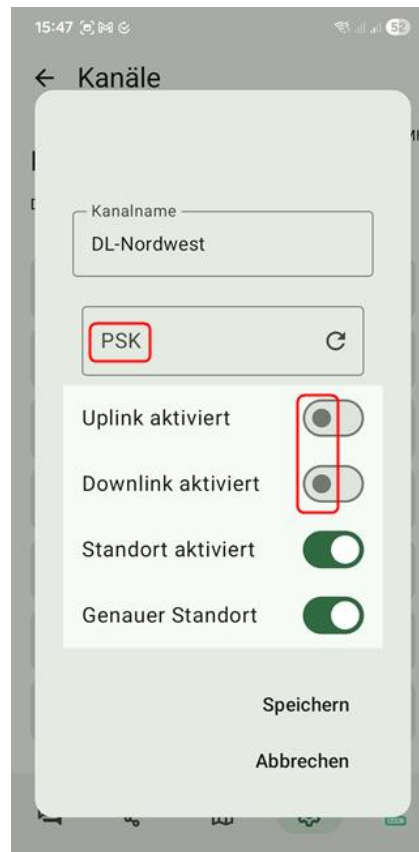 15:47
52
Kanäle
Kanalname
DL-Nordwest
PSK
Uplink aktiviert
Downlink aktiviert
Standort aktiviert
Genauer Standort
Speichern
Abbrechen